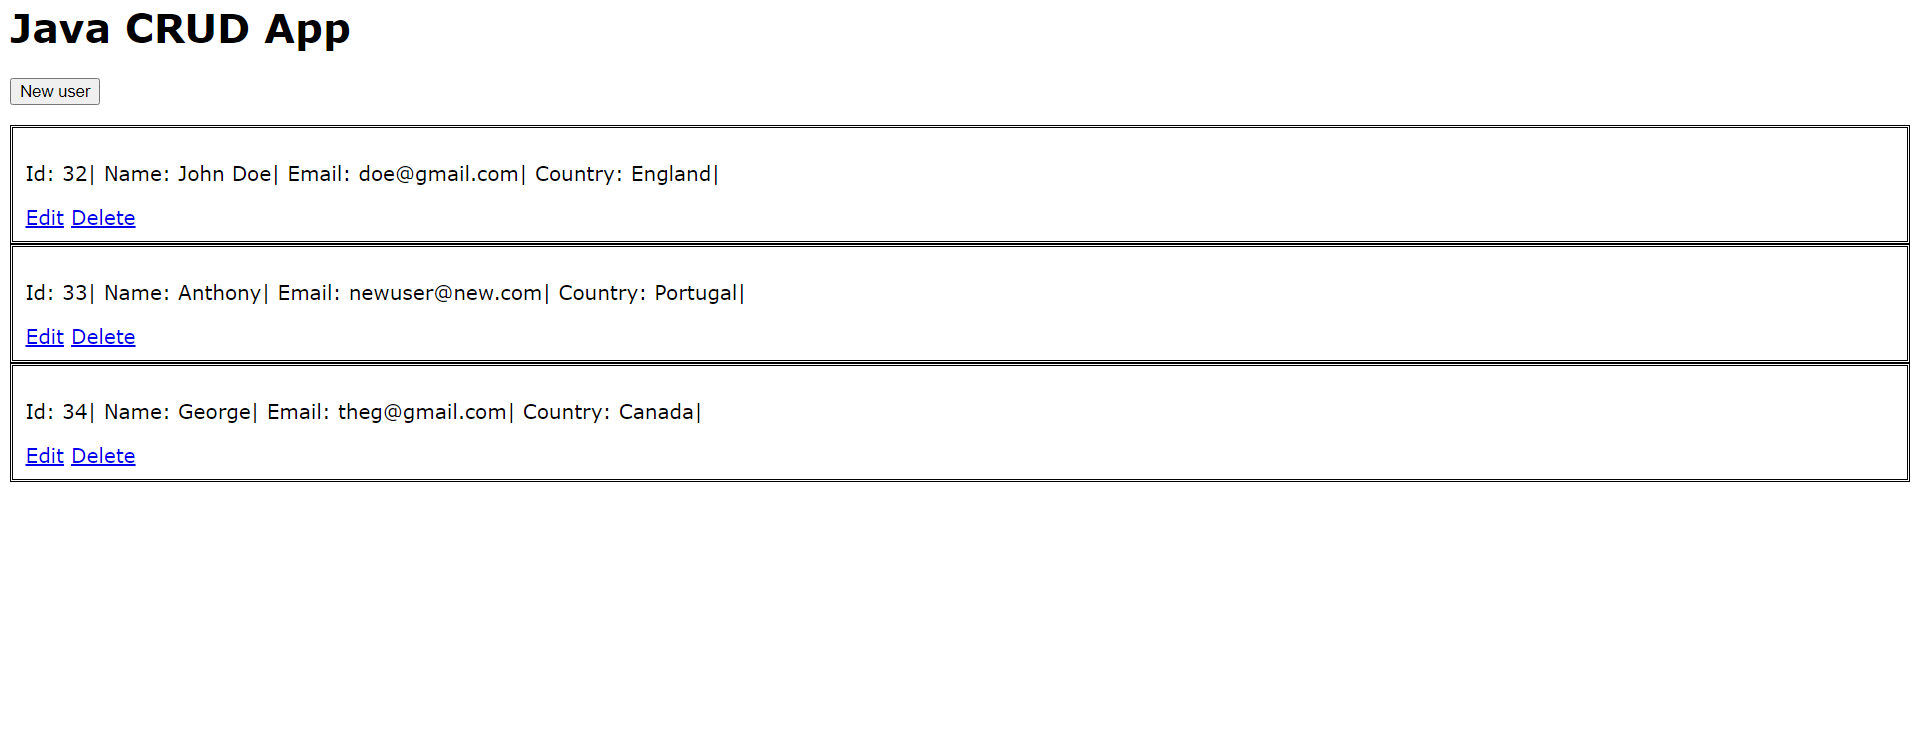 Java CRUD App
New user
Id: 32| Name: John Doe| Email: doe@gmail.com| Country: England|
Edit Delete
Id: 33| Name: Anthony| Email: newuser@new.com| Country: Portugal|
Edit Delete
Id: 34| Name: George| Email: theg@gmail.com| Country: Canada|
Edit Delete